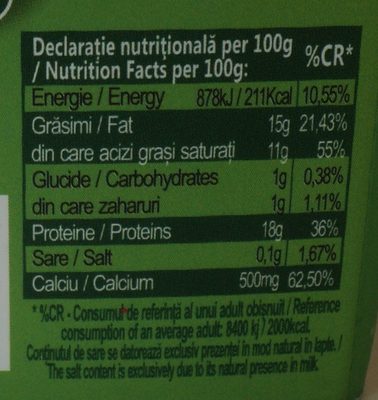 Declarație nutrițională per 100g %CR*
/ Nutrition Facts per 100g:
Energie / Energy 878kJ / 211Kcal 10,55%
Grăsimi / Fat 15g 21,43%
din care acizi grași saturați 11g 55%
Glucide / Carbohydrates 1g 0,38%
din care zaharuri 1g 1,11%
Proteine / Proteins 18g 36%
Sare / Salt 0,1g 1,67%
Calciu / Calcium 500mg 62,50%
*%CR - Consumul de referință al unui adult obișnuit / Reference
consumption of an average adult: 8400 kj / 2000kcal.
Conținutul de sare se datorează exclusiv prezenței în mod natural în lapte. /
The salt content is exclusively due to its natural presence in milk.